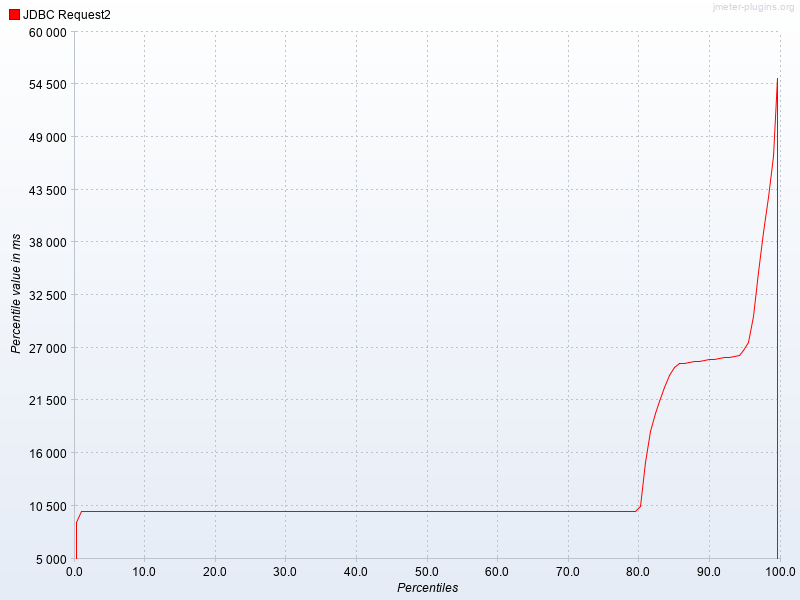 jmeter-plugins.org
JDBC Request2
60 000
54 500
49 000
43 500
38 000
32 500
27 000
21 500
16 000
10 500
5 000
Percentile value in ms
0.0 10.0 20.0 30.0 40.0 50.0 60.0 70.0 80.0 90.0 100.0
Percentiles